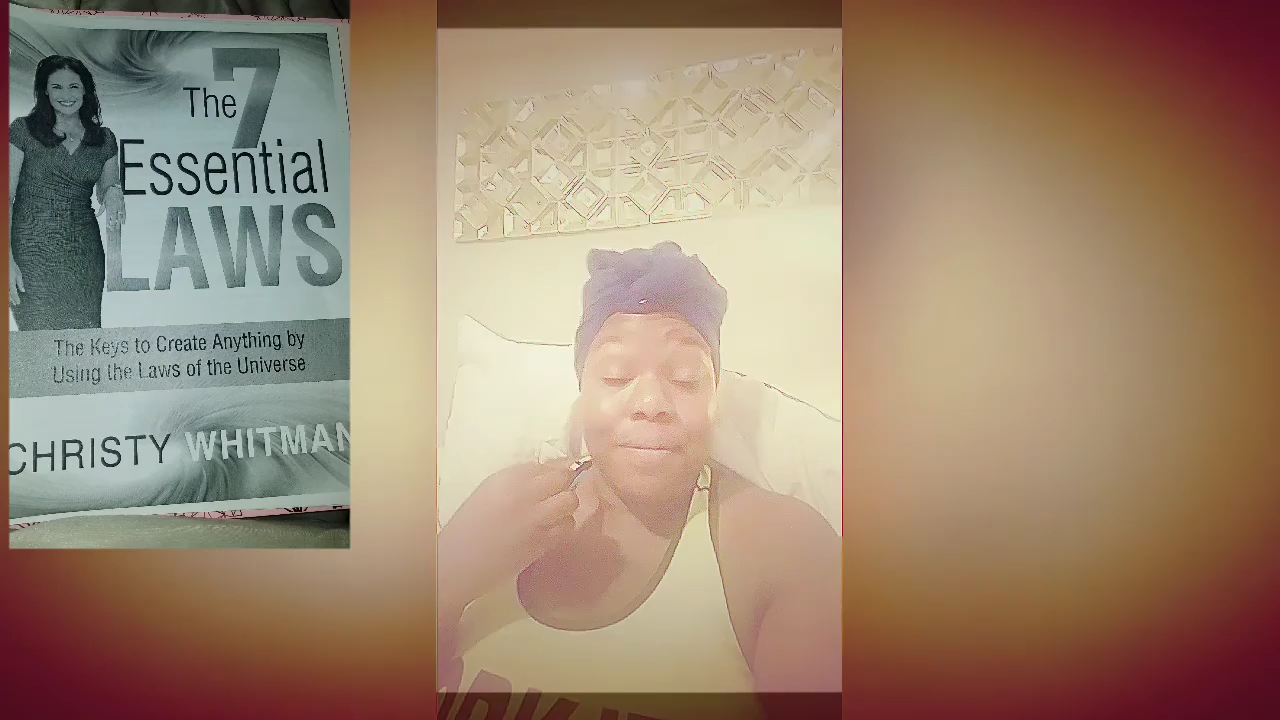 The 7
Essential
LAWS
The Keys to Create Anything by
Using the Laws of the Universe
CHRISTY WHITMAN